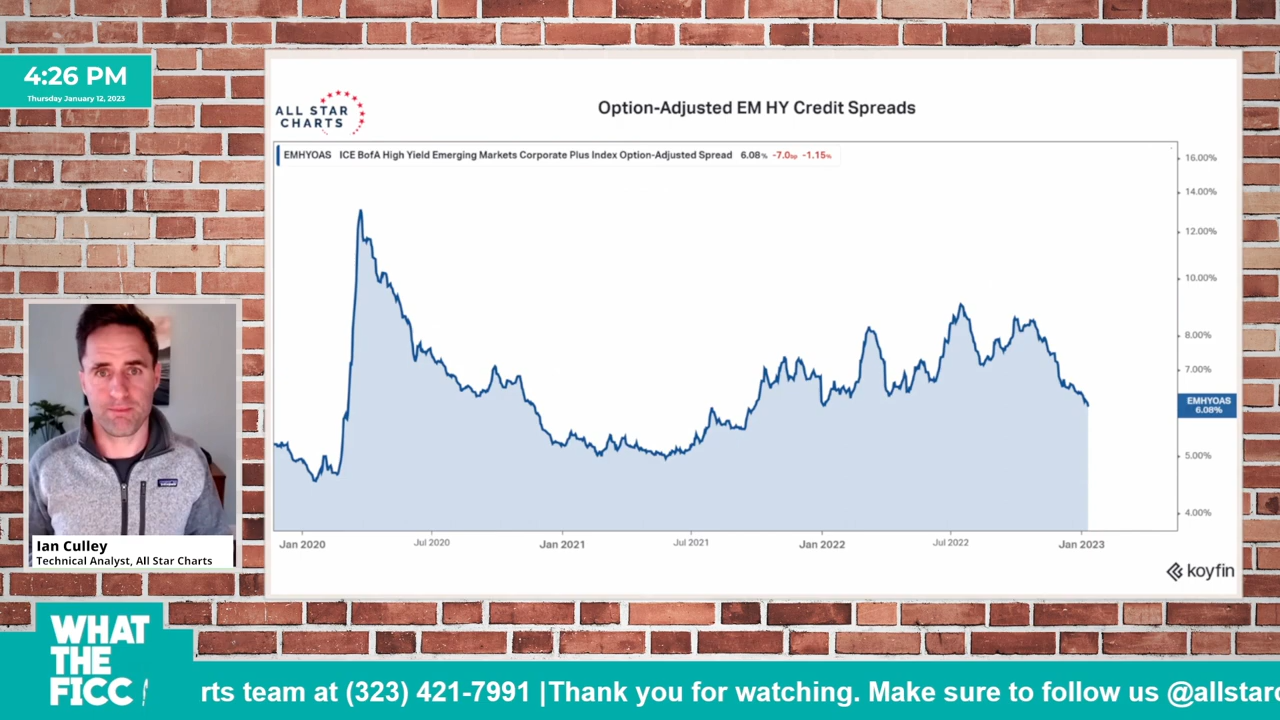 4:26 PM
Thursday January 12, 2023
ALL STAR
CHARTS
Option-Adjusted EM HY Credit Spreads
EMHYOAS ICE BofA High Yield Emerging Markets Corporate Plus Index Option-Adjusted Spread 6.08% -7.0bp -1.15%
16.00%
14.00%
12.00%
10.00%
8.00%
7.00%
EMHYOAS
6.08%
5.00%
4.00%
Jan 2020 Jul 2020 Jan 2021 Jul 2021 Jan 2022 Jul 2022 Jan 2023
koyfin
Ian Culley
Technical Analyst, All Star Charts
WHAT
THE
FICC
rts team at (323) 421-7991 |Thank you for watching. Make sure to follow us @allstarc